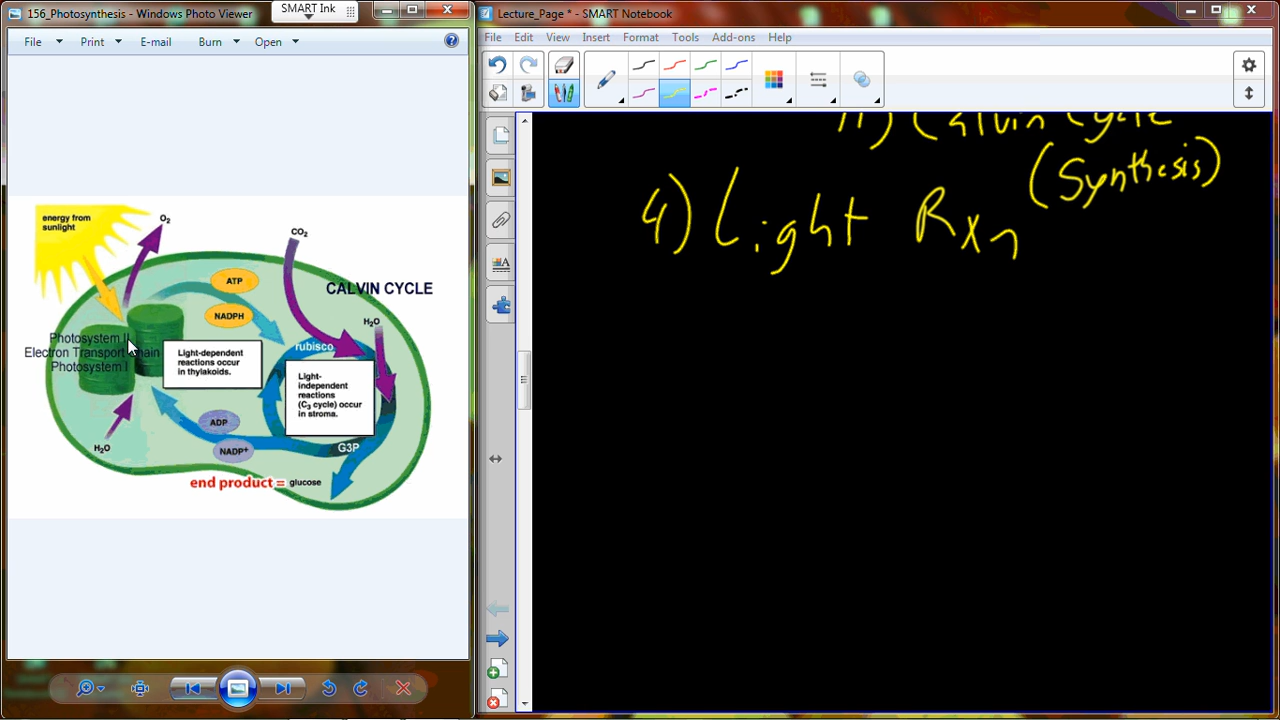 156_Photosynthesis - Windows Photo Viewer
SMART Ink
File Print E-mail Burn Open
energy from
sunlight
O2
CO2
ATP
CALVIN CYCLE
NADPH
H2O
Photosystem II
Electron Transport Chain
Photosystem I
Light-dependent
reactions occur
in thylakoids.
rubisco
Light-
independent
reactions
(C3 cycle) occur
in stroma.
ADP
NADP+
H2O
G3P
end product = glucose
Lecture_Page * - SMART Notebook
File Edit View Insert Format Tools Add-ons Help
II) Calvin Cycle
(Synthesis)
4) Light Rxn